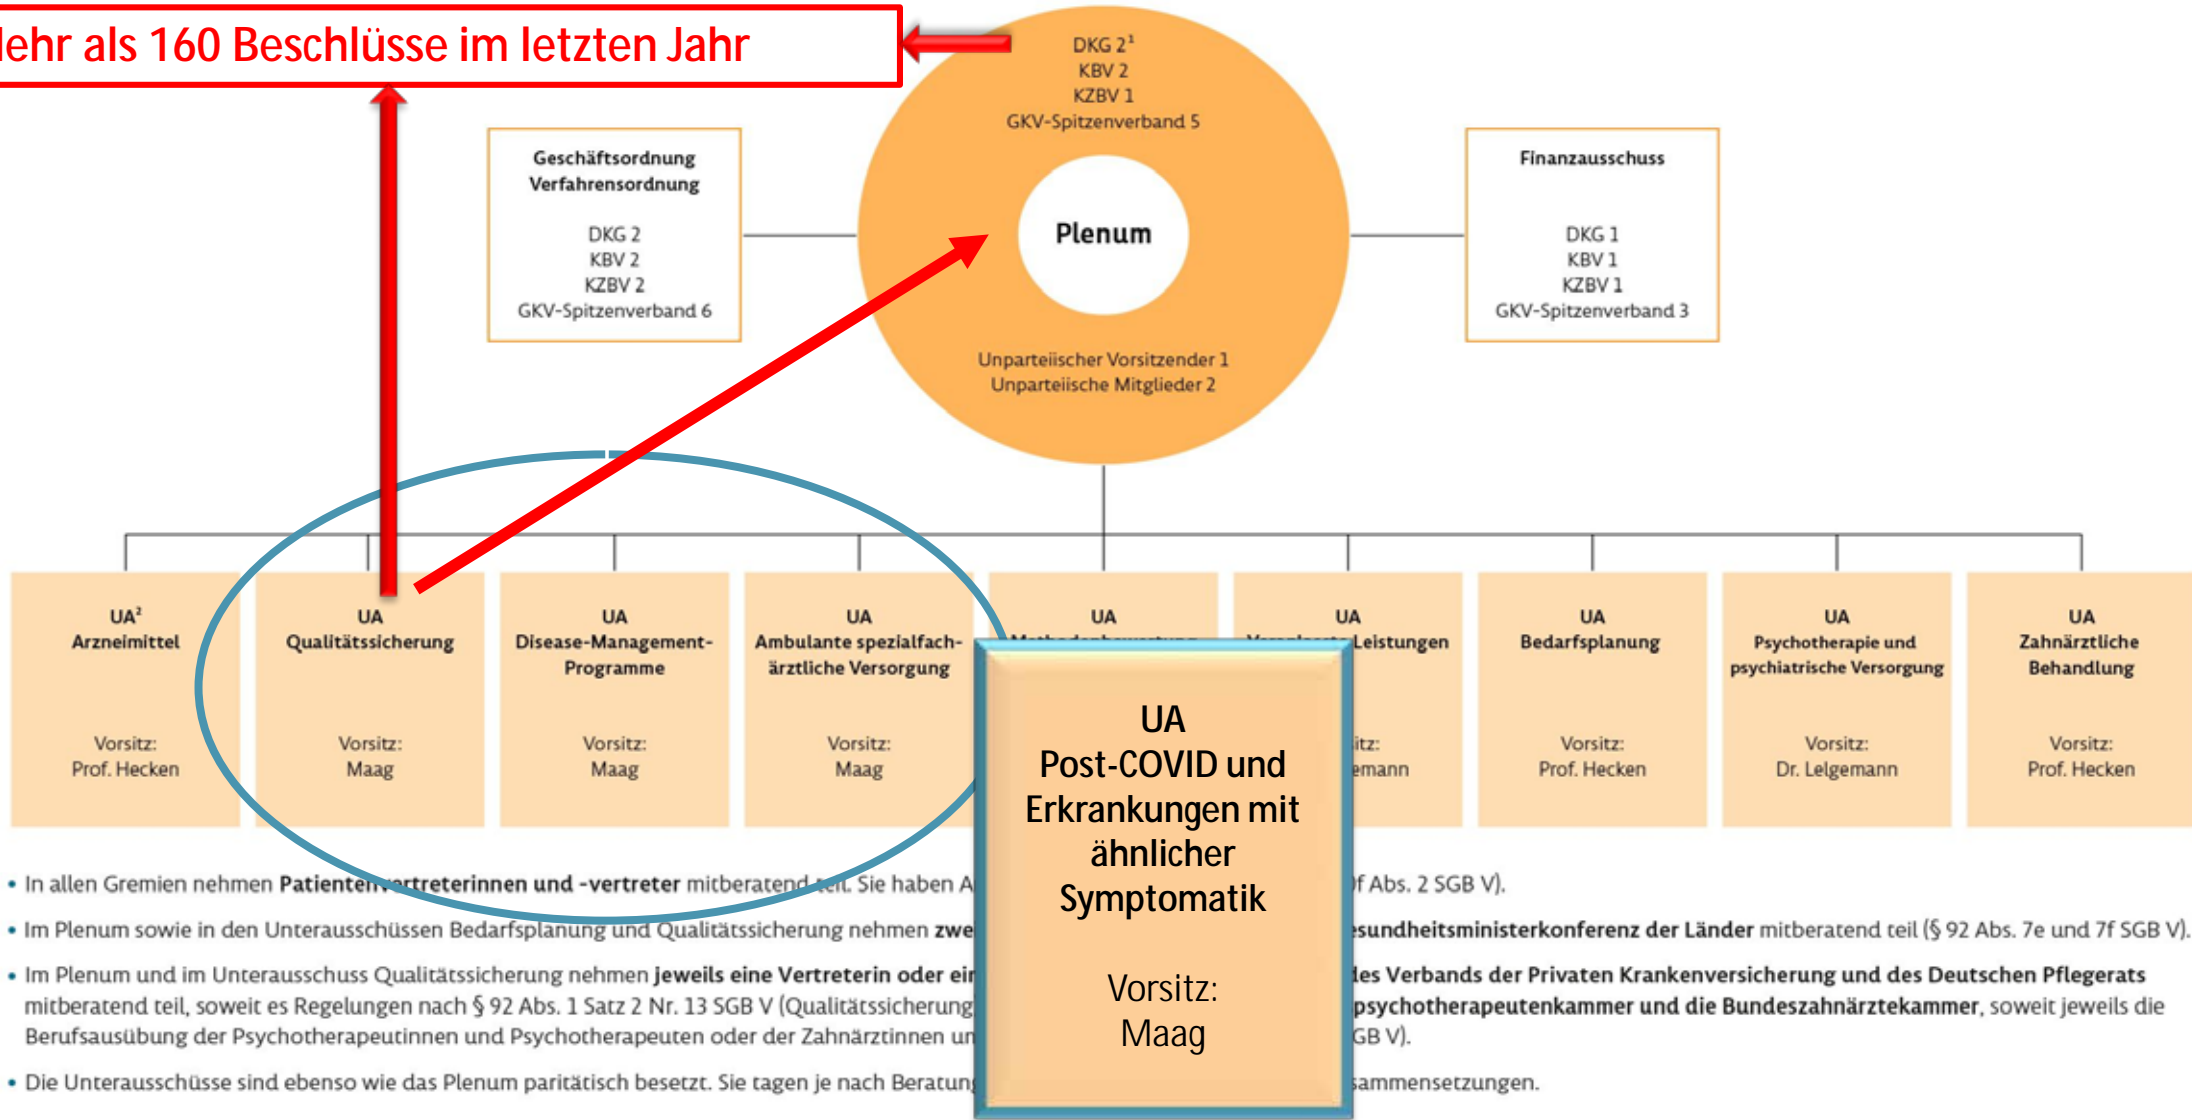 ehr als 160 Beschlüsse im letzten Jahr
DKG 2¹
KBV 2
KZBV 1
GKV-Spitzenverband 5
Plenum
Unparteiischer Vorsitzender 1
Unparteiische Mitglieder 2
Geschäftsordnung
Verfahrensordnung
DKG 2
KBV 2
KZBV 2
GKV-Spitzenverband 6
Finanzausschuss
DKG 1
KBV 1
KZBV 1
GKV-Spitzenverband 3
UA²
Arzneimittel
Vorsitz:
Prof. Hecken
UA
Qualitätssicherung
Vorsitz:
Maag
UA
Disease-Management-
Programme
Vorsitz:
Maag
UA
Ambulante spezialfach-
ärztliche Versorgung
Vorsitz:
Maag
UA
UA
Leistungen
UA
Bedarfsplanung
Vorsitz:
Prof. Hecken
UA
Psychotherapie und
psychiatrische Versorgung
Vorsitz:
Dr. Lelgemann
UA
Zahnärztliche
Behandlung
Vorsitz:
Prof. Hecken
UA
Post-COVID und
Erkrankungen mit
ähnlicher
Symptomatik
Vorsitz:
Maag
• In allen Gremien nehmen Patientenvertreterinnen und -vertreter mitberatend teil. Sie haben A f Abs. 2 SGB V).
• Im Plenum sowie in den Unterausschüssen Bedarfsplanung und Qualitätssicherung nehmen zwe esundheitsministerkonferenz der Länder mitberatend teil (§ 92 Abs. 7e und 7f SGB V).
• Im Plenum und im Unterausschuss Qualitätssicherung nehmen jeweils eine Vertreterin oder ein des Verbands der Privaten Krankenversicherung und des Deutschen Pflegerats
mitberatend teil, soweit es Regelungen nach § 92 Abs. 1 Satz 2 Nr. 13 SGB V (Qualitätssicherung psychotherapeutenkammer und die Bundeszahnärztekammer, soweit jeweils die
Berufsausübung der Psychotherapeutinnen und Psychotherapeuten oder der Zahnärztinnen un GB V).
• Die Unterausschüsse sind ebenso wie das Plenum paritätisch besetzt. Sie tagen je nach Beratung sammensetzungen.